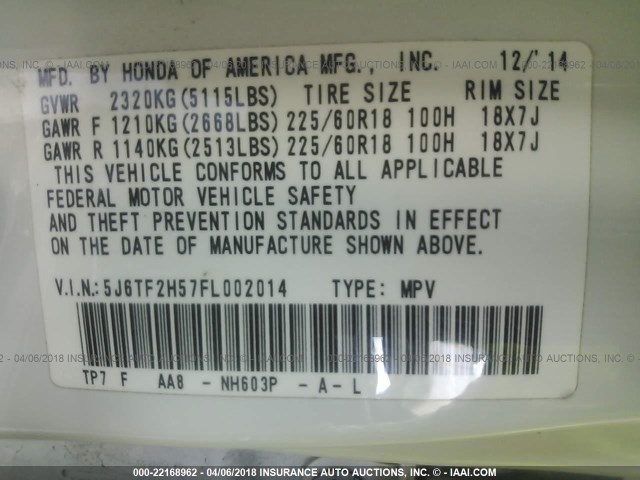 MFD. BY HONDA OF AMERICA MFG., INC. 12/'14
GVWR 2320KG(5115LBS) TIRE SIZE RIM SIZE
GAWR F 1210KG(2668LBS) 225/60R18 100H 18X7J
GAWR R 1140KG(2513LBS) 225/60R18 100H 18X7J
THIS VEHICLE CONFORMS TO ALL APPLICABLE
FEDERAL MOTOR VEHICLE SAFETY
AND THEFT PREVENTION STANDARDS IN EFFECT
ON THE DATE OF MANUFACTURE SHOWN ABOVE.
V.I.N.:5J6TF2H57FL002014 TYPE: MPV
TP7 F AA8 - NH603P - A - L
000-22168962 - 04/06/2018 INSURANCE AUTO AUCTIONS, INC. - IAAI.COM